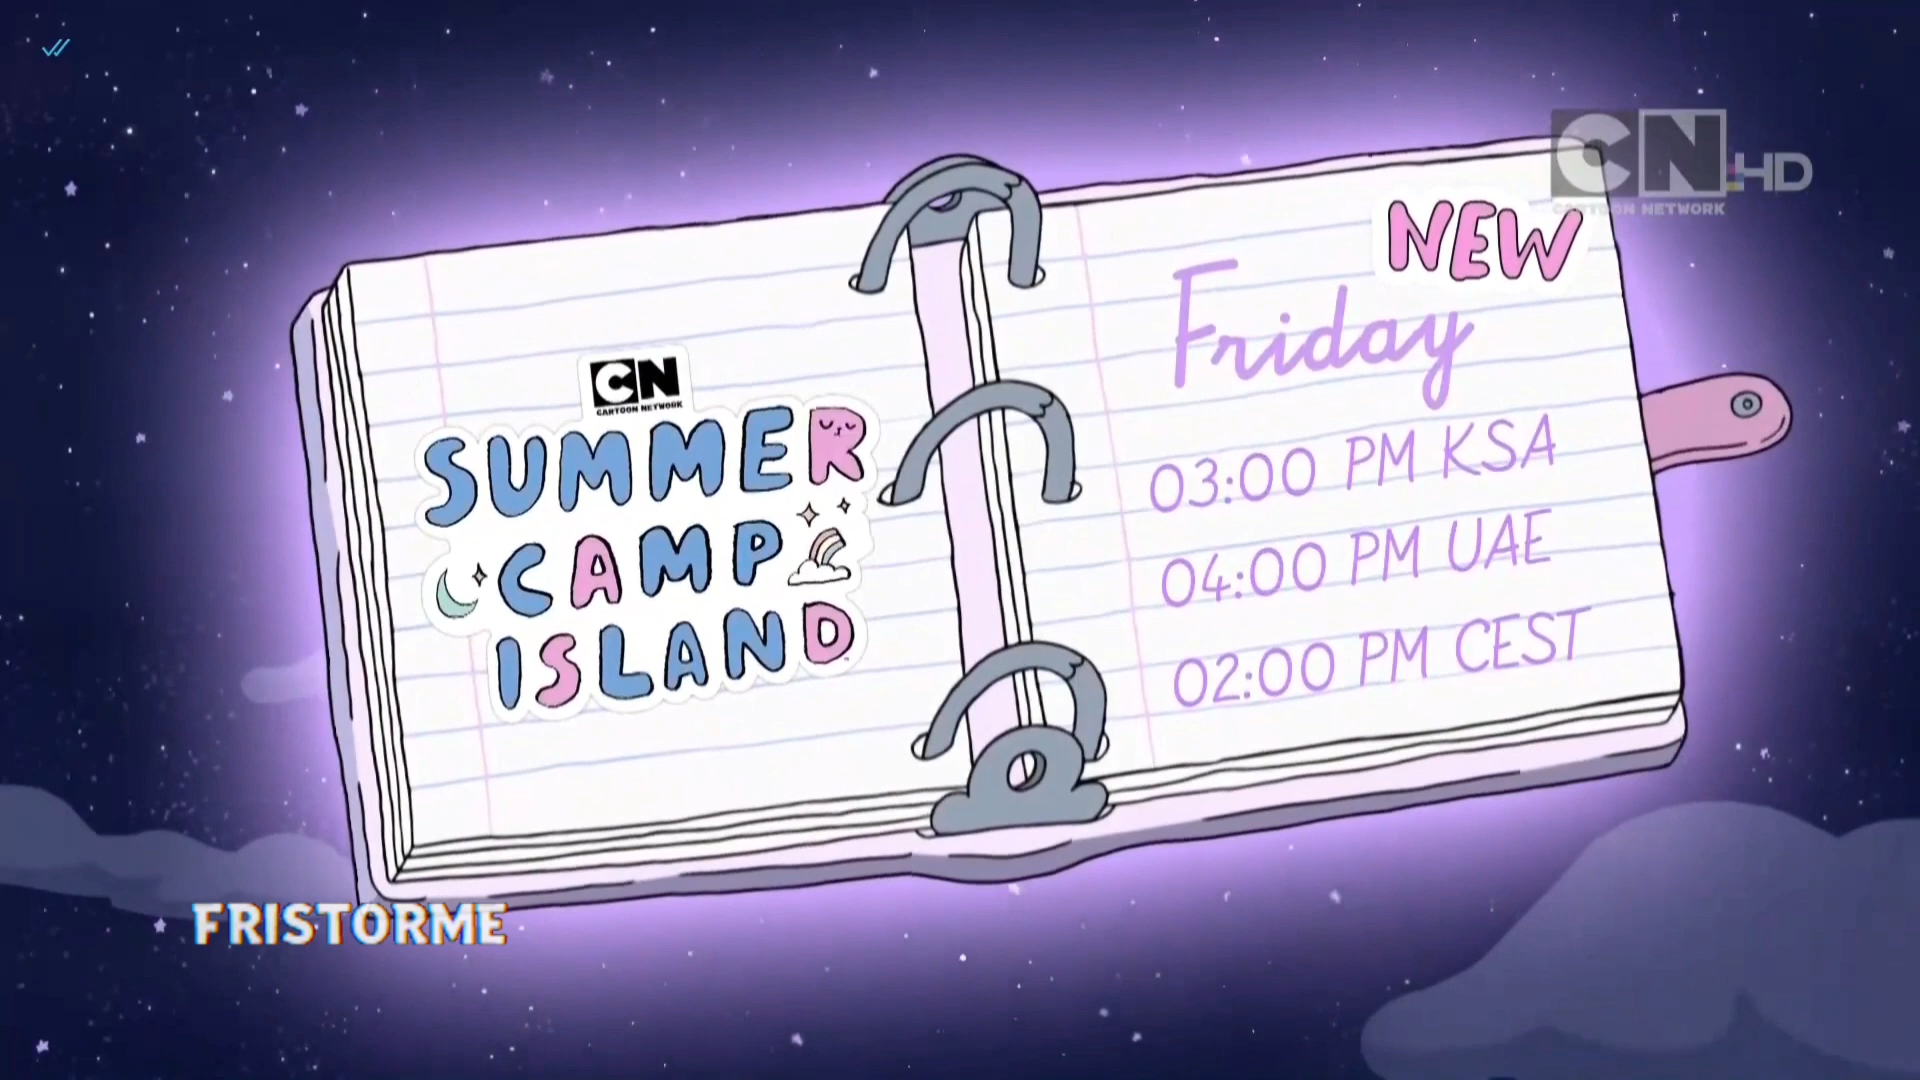 CN HD
CARTOON NETWORK
CN
CARTOON NETWORK
SUMMER
CAMP
ISLAND
NEW
Friday
03:00 PM KSA
04:00 PM UAE
02:00 PM CEST
FRISTORME